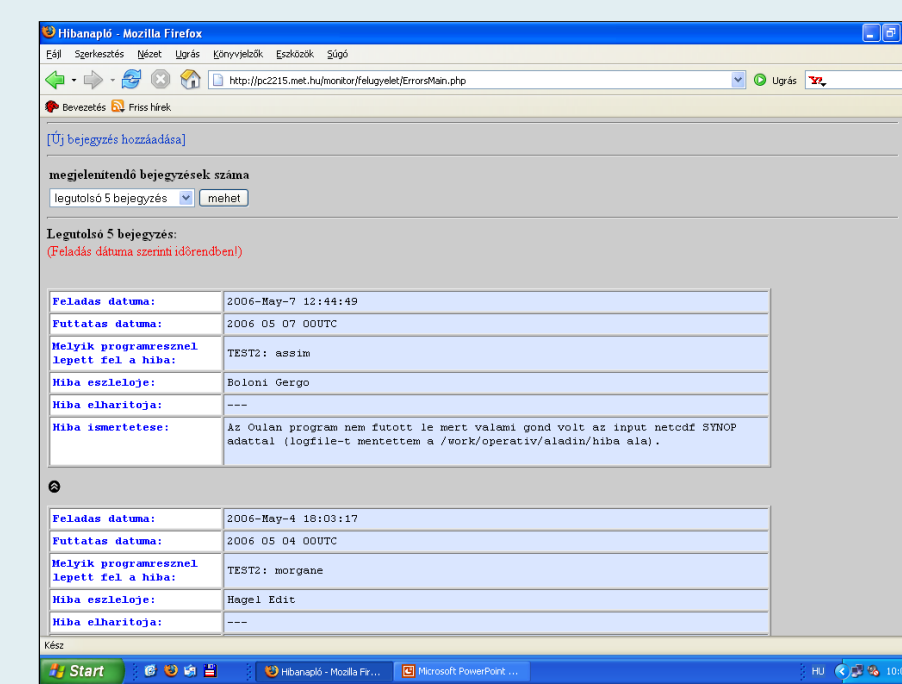 Hibanapló - Mozilla Firefox
Fájl Szerkesztés Nézet Ugrás Könyvjelzők Eszközök Súgó
http://pc2215.met.hu/monitor/felugyelet/ErrorsMain.php Ugrás
Bevezetés Friss hírek
[Új bejegyzés hozzáadása]
megjelenítendô bejegyzések száma
legutolsó 5 bejegyzés mehet
Legutolsó 5 bejegyzés:
(Feladás dátuma szerinti idôrendben!)
Feladas datuma: 2006-May-7 12:44:49
Futtatas datuma: 2006 05 07 00UTC
Melyik programresznel
lepett fel a hiba: TEST2: assim
Hiba eszleloje: Boloni Gergo
Hiba elharitoja: ---
Hiba ismertetese: Az Oulan program nem futott le mert valami gond volt az input netcdf SYNOP
adattal (logfile-t mentettem a /work/operativ/aladin/hiba ala).
Feladas datuma: 2006-May-4 18:03:17
Futtatas datuma: 2006 05 04 00UTC
Melyik programresznel
lepett fel a hiba: TEST2: morgane
Hiba eszleloje: Hagel Edit
Hiba elharitoja: ---
Kész
Start Hibanapló - Mozilla Fir... Microsoft PowerPoint ... HU